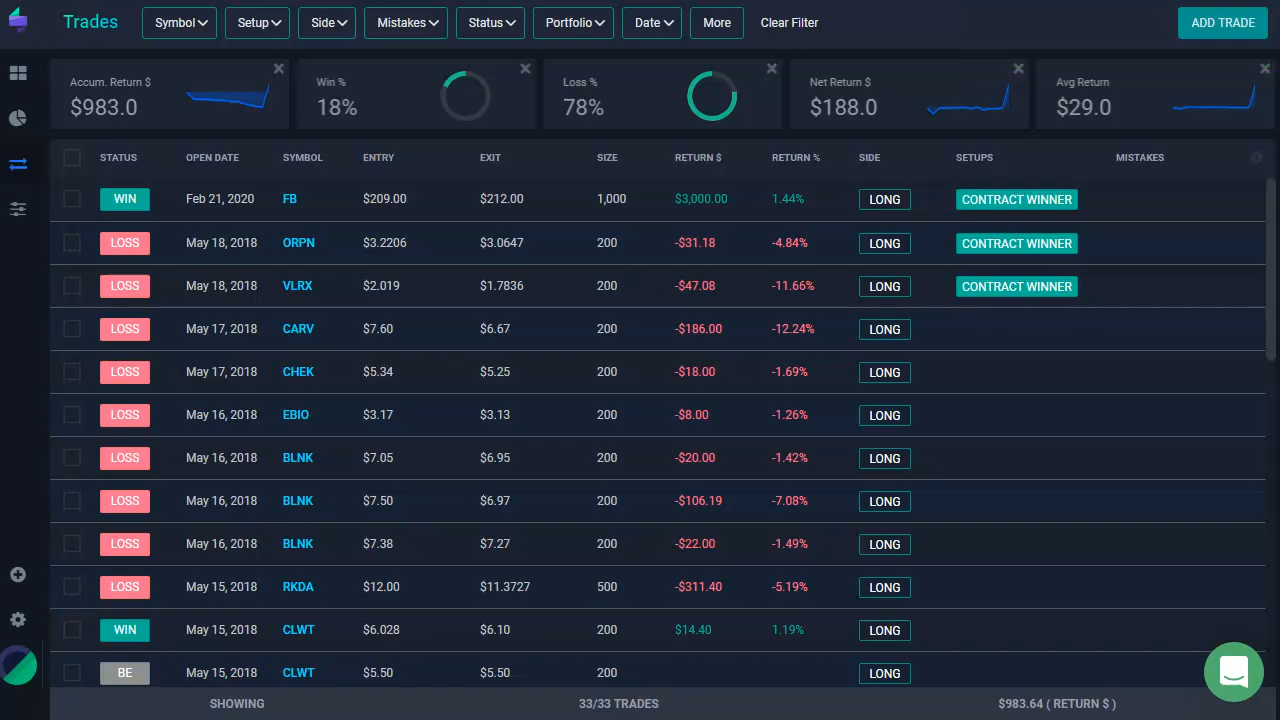 Trades Symbol Setup Side Mistakes Status Portfolio Date More Clear Filter ADD TRADE
Accum. Return $ Win % Loss % Net Return $ Avg Return
$983.0 18% 78% $188.0 $29.0
STATUS OPEN DATE SYMBOL ENTRY EXIT SIZE RETURN $ RETURN % SIDE SETUPS MISTAKES
WIN Feb 21, 2020 FB $209.00 $212.00 1,000 $3,000.00 1.44% LONG CONTRACT WINNER
LOSS May 18, 2018 ORPN $3.2206 $3.0647 200 -$31.18 -4.84% LONG CONTRACT WINNER
LOSS May 18, 2018 VLRX $2.019 $1.7836 200 -$47.08 -11.66% LONG CONTRACT WINNER
LOSS May 17, 2018 CARV $7.60 $6.67 200 -$186.00 -12.24% LONG
LOSS May 17, 2018 CHEK $5.34 $5.25 200 -$18.00 -1.69% LONG
LOSS May 16, 2018 EBIO $3.17 $3.13 200 -$8.00 -1.26% LONG
LOSS May 16, 2018 BLNK $7.05 $6.95 200 -$20.00 -1.42% LONG
LOSS May 16, 2018 BLNK $7.50 $6.97 200 -$106.19 -7.08% LONG
LOSS May 16, 2018 BLNK $7.38 $7.27 200 -$22.00 -1.49% LONG
LOSS May 15, 2018 RKDA $12.00 $11.3727 500 -$311.40 -5.19% LONG
WIN May 15, 2018 CLWT $6.028 $6.10 200 $14.40 1.19% LONG
BE May 15, 2018 CLWT $5.50 $5.50 200 LONG
SHOWING 33/33 TRADES $983.64 ( RETURN $ )